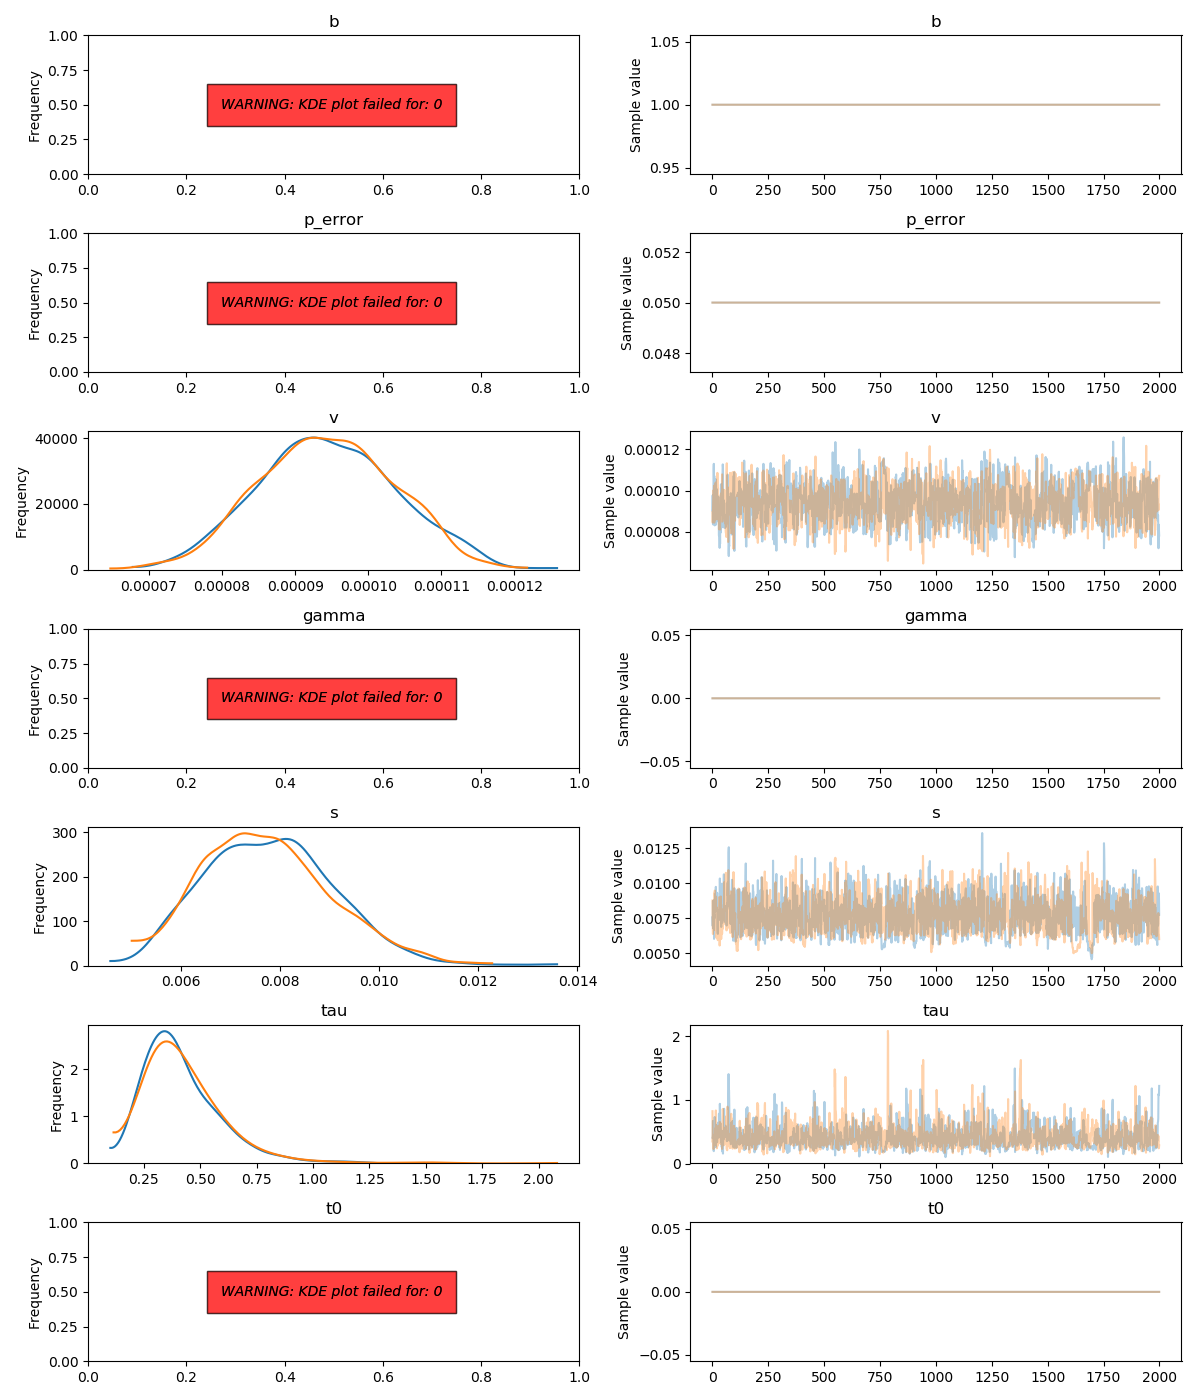 b
1.00
0.75
0.50
0.25
0.00
Frequency
WARNING: KDE plot failed for: 0
0.0 0.2 0.4 0.6 0.8 1.0
b
1.05
1.00
0.95
Sample value
0 250 500 750 1000 1250 1500 1750 2000
p_error
1.00
0.75
0.50
0.25
0.00
Frequency
WARNING: KDE plot failed for: 0
0.0 0.2 0.4 0.6 0.8 1.0
p_error
0.052
0.050
0.048
Sample value
0 250 500 750 1000 1250 1500 1750 2000
v
40000
20000
0
Frequency
0.00007 0.00008 0.00009 0.00010 0.00011 0.00012
v
0.00012
0.00010
0.00008
Sample value
0 250 500 750 1000 1250 1500 1750 2000
gamma
1.00
0.75
0.50
0.25
0.00
Frequency
WARNING: KDE plot failed for: 0
0.0 0.2 0.4 0.6 0.8 1.0
gamma
0.05
0.00
−0.05
Sample value
0 250 500 750 1000 1250 1500 1750 2000
s
300
200
100
0
Frequency
0.006 0.008 0.010 0.012 0.014
s
0.0125
0.0100
0.0075
0.0050
Sample value
0 250 500 750 1000 1250 1500 1750 2000
tau
2
1
0
Frequency
0.25 0.50 0.75 1.00 1.25 1.50 1.75 2.00
tau
2
1
0
Sample value
0 250 500 750 1000 1250 1500 1750 2000
t0
1.00
0.75
0.50
0.25
0.00
Frequency
WARNING: KDE plot failed for: 0
0.0 0.2 0.4 0.6 0.8 1.0
t0
0.05
0.00
−0.05
Sample value
0 250 500 750 1000 1250 1500 1750 2000